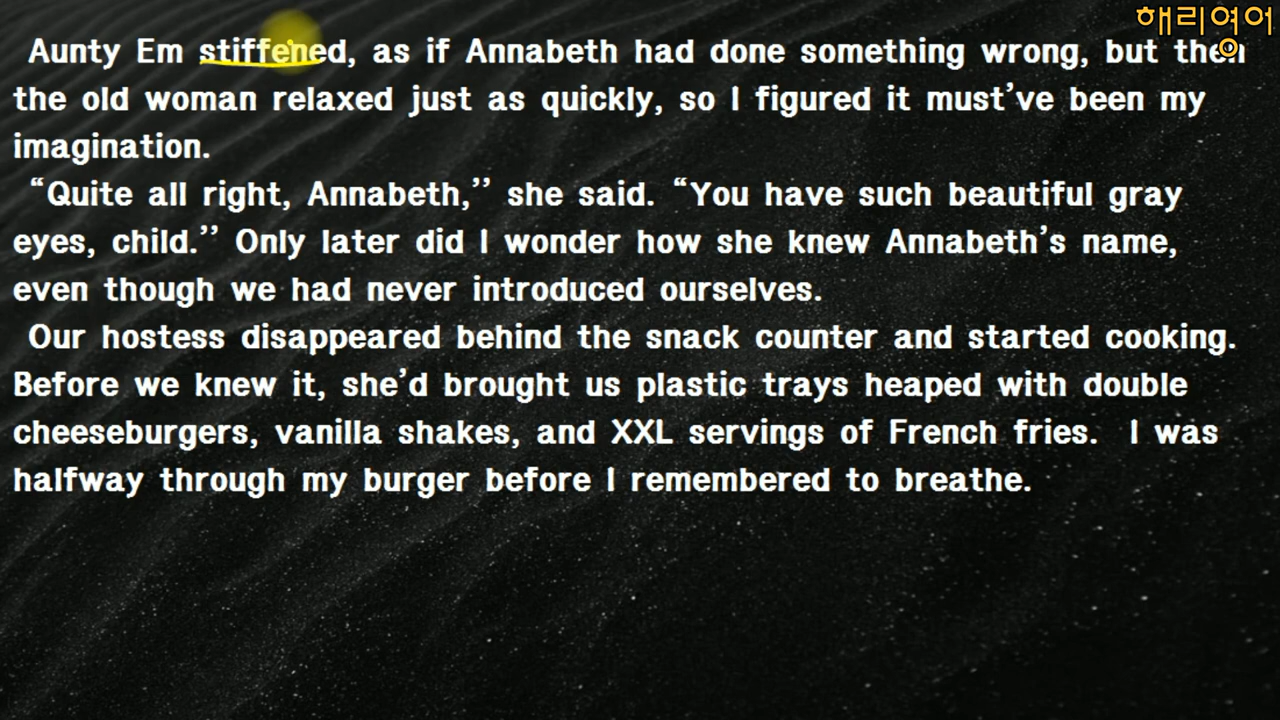 해리영어
Aunty Em stiffened, as if Annabeth had done something wrong, but then
the old woman relaxed just as quickly, so I figured it must’ve been my
imagination.
“Quite all right, Annabeth,’’ she said. “You have such beautiful gray
eyes, child.’’ Only later did I wonder how she knew Annabeth’s name,
even though we had never introduced ourselves.
Our hostess disappeared behind the snack counter and started cooking.
Before we knew it, she’d brought us plastic trays heaped with double
cheeseburgers, vanilla shakes, and XXL servings of French fries. I was
halfway through my burger before I remembered to breathe.